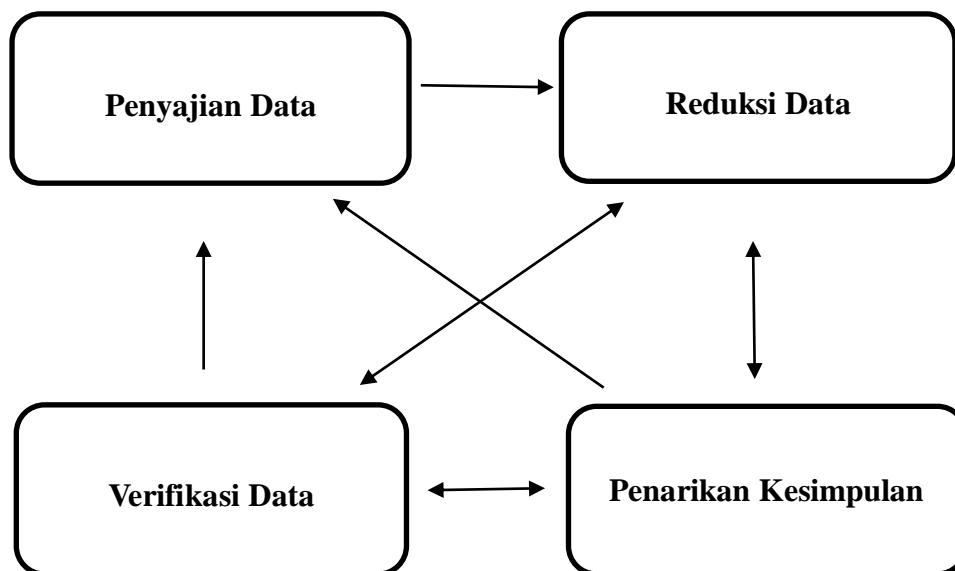 Penyajian Data
Reduksi Data
Verifikasi Data
Penarikan Kesimpulan